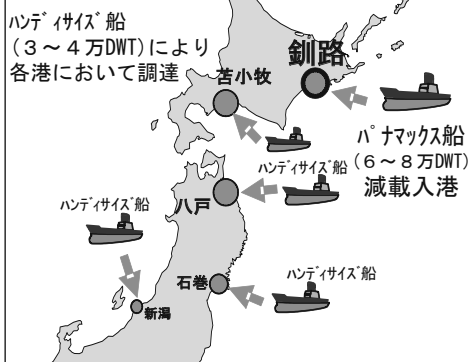 ハンディサイズ船
(3~4万DWT)により
各港において調達
釧路
苫小牧
パナマックス船
(6~8万DWT)
減載入港
ハンディサイズ船
八戸
ハンディサイズ船
石巻
ハンディサイズ船
新潟